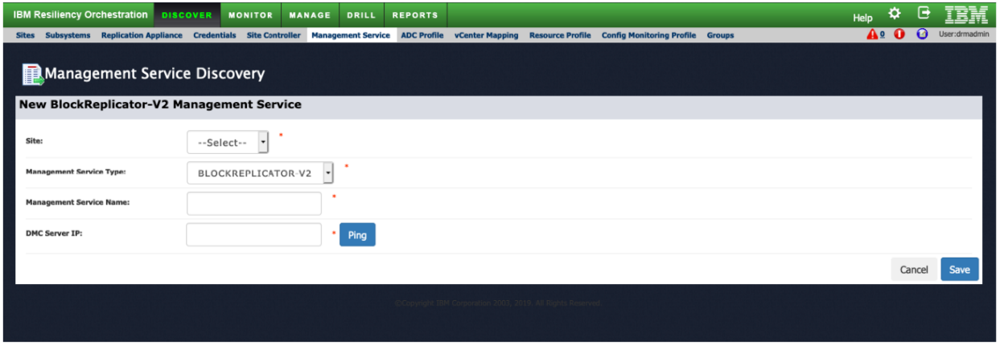 IBM Resiliency Orchestration DISCOVER MONITOR MANAGE DRILL REPORTS Help IBM
Sites Subsystems Replication Appliance Credentials Site Controller Management Service ADC Profile vCenter Mapping Resource Profile Config Monitoring Profile Groups User:drmadmin
Management Service Discovery
New BlockReplicator-V2 Management Service
Site: --Select-- *
Management Service Type: BLOCKREPLICATOR-V2 *
Management Service Name: *
DMC Server IP: * Ping
Cancel Save
©Copyright IBM Corporation 2003, 2019. All Rights Reserved.